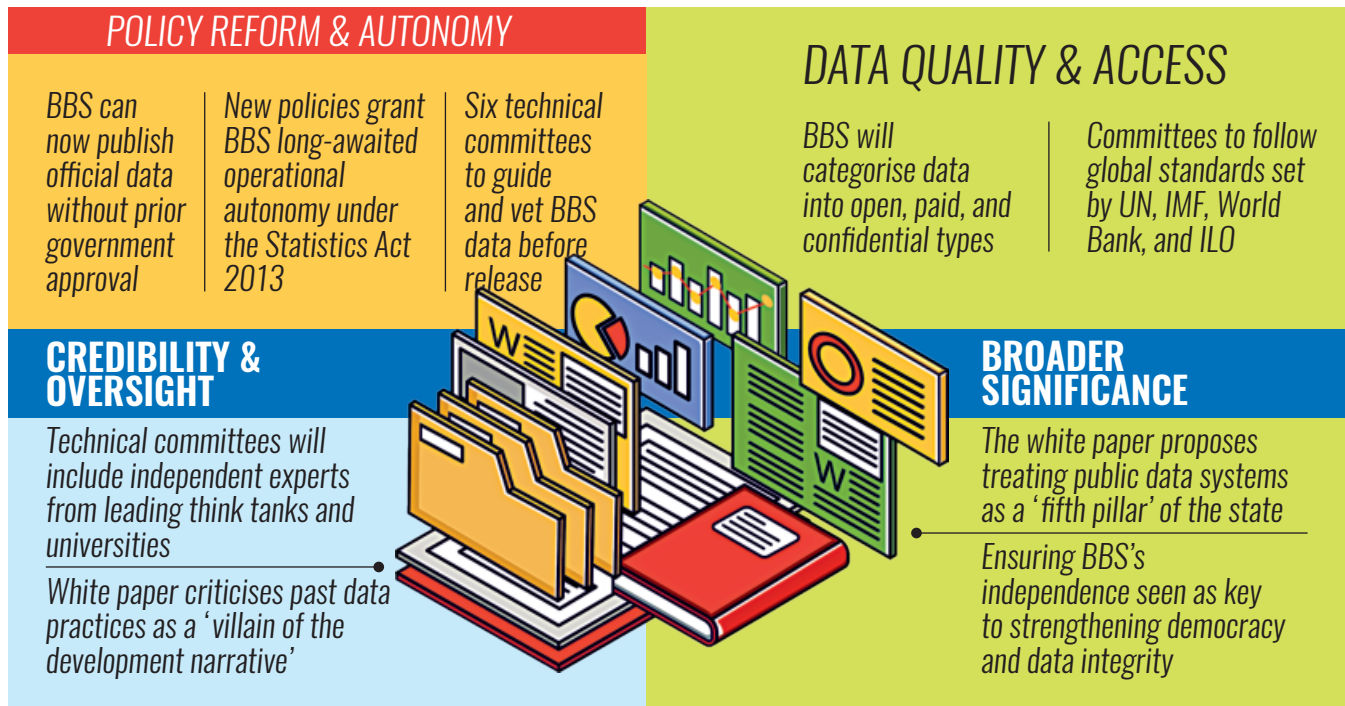 POLICY REFORM & AUTONOMY
BBS can
now publish
official data
without prior
government
approval
New policies grant
BBS long-awaited
operational
autonomy under
the Statistics Act
2013
Six technical
committees
to guide
and vet BBS
data before
release
DATA QUALITY & ACCESS
BBS will
categorise data
into open, paid, and
confidential types
Committees to follow
global standards set
by UN, IMF, World
Bank, and ILO
CREDIBILITY &
OVERSIGHT
Technical committees will
include independent experts
from leading think tanks and
universities
White paper criticises past data
practices as a ‘villain of the
development narrative’
W
W
BROADER
SIGNIFICANCE
The white paper proposes
treating public data systems
as a ‘fifth pillar’ of the state
Ensuring BBS’s
independence seen as key
to strengthening democracy
and data integrity